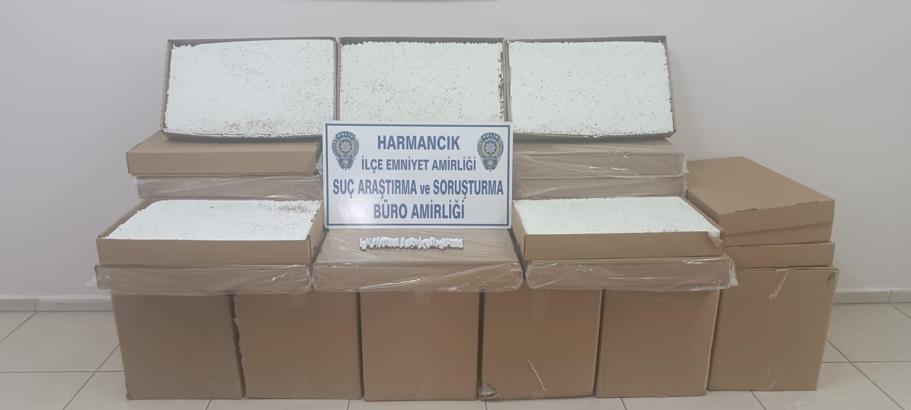 HARMANCIK
İLÇE EMNİYET AMİRLİĞİ
SUÇ ARAŞTIRMA ve SORUŞTURMA
BÜRO AMİRLİĞİ